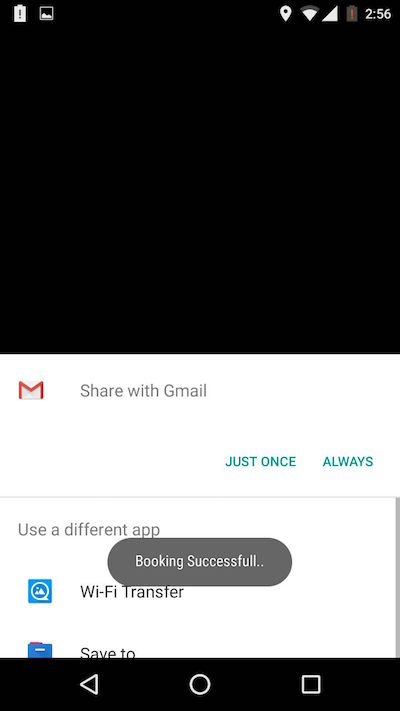 2:56
Share with Gmail
JUST ONCE ALWAYS
Use a different app
Booking Successfull..
Wi-Fi Transfer
Save to